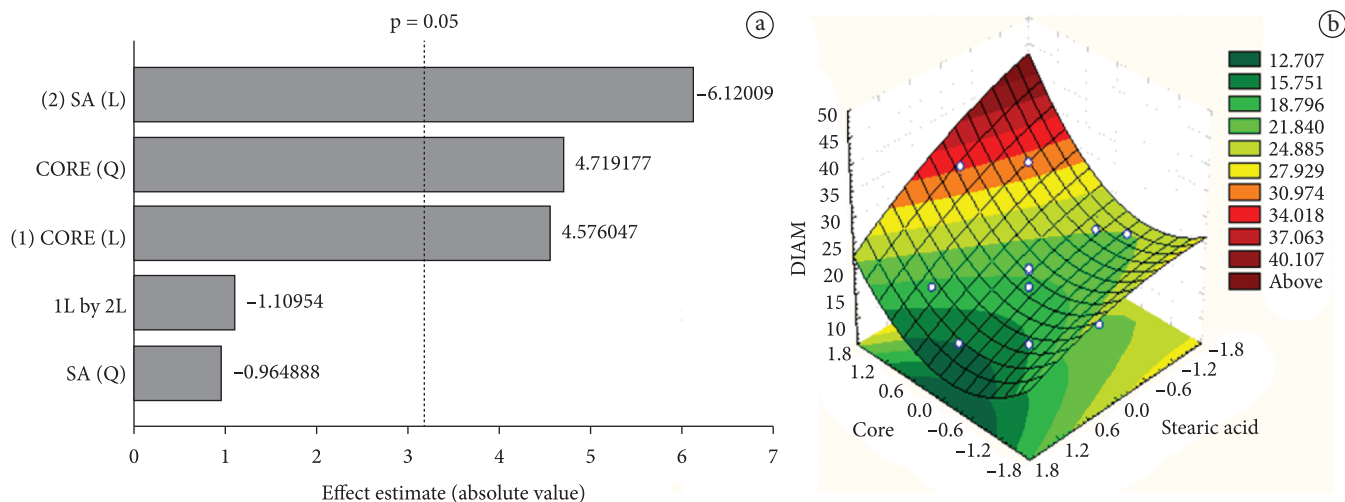 p = 0.05
a
(2) SA (L)
−6.12009
CORE (Q)
4.719177
(1) CORE (L)
4.576047
1L by 2L
−1.10954
SA (Q)
−0.964888
0 1 2 3 4 5 6 7
Effect estimate (absolute value)
b
12.707
15.751
18.796
21.840
24.885
27.929
30.974
34.018
37.063
40.107
Above
DIAM
50
45
40
35
30
25
20
15
10
1.8
1.2
0.6
0.0
−0.6
−1.2
−1.8
Core
1.8
1.2
0.6
0.0
−0.6
−1.2
−1.8
Stearic acid